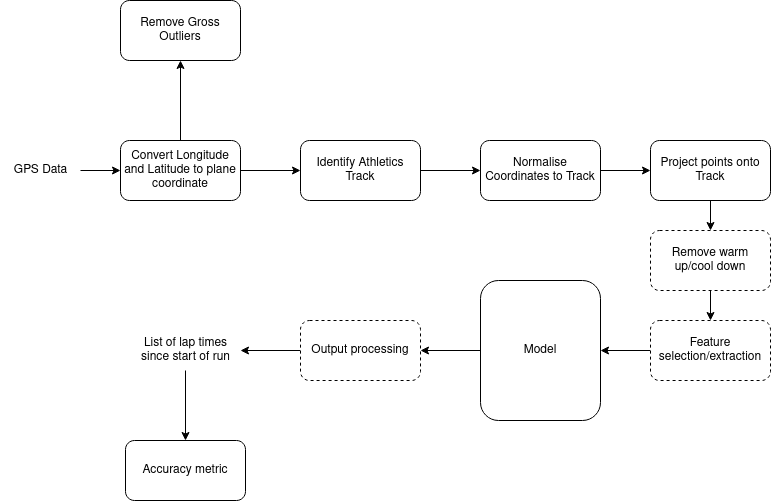 Remove Gross
Outliers
GPS Data
Convert Longitude
and Latitude to plane
coordinate
Identify Athletics
Track
Normalise
Coordinates to Track
Project points onto
Track
Remove warm
up/cool down
Feature
selection/extraction
Model
Output processing
List of lap times
since start of run
Accuracy metric